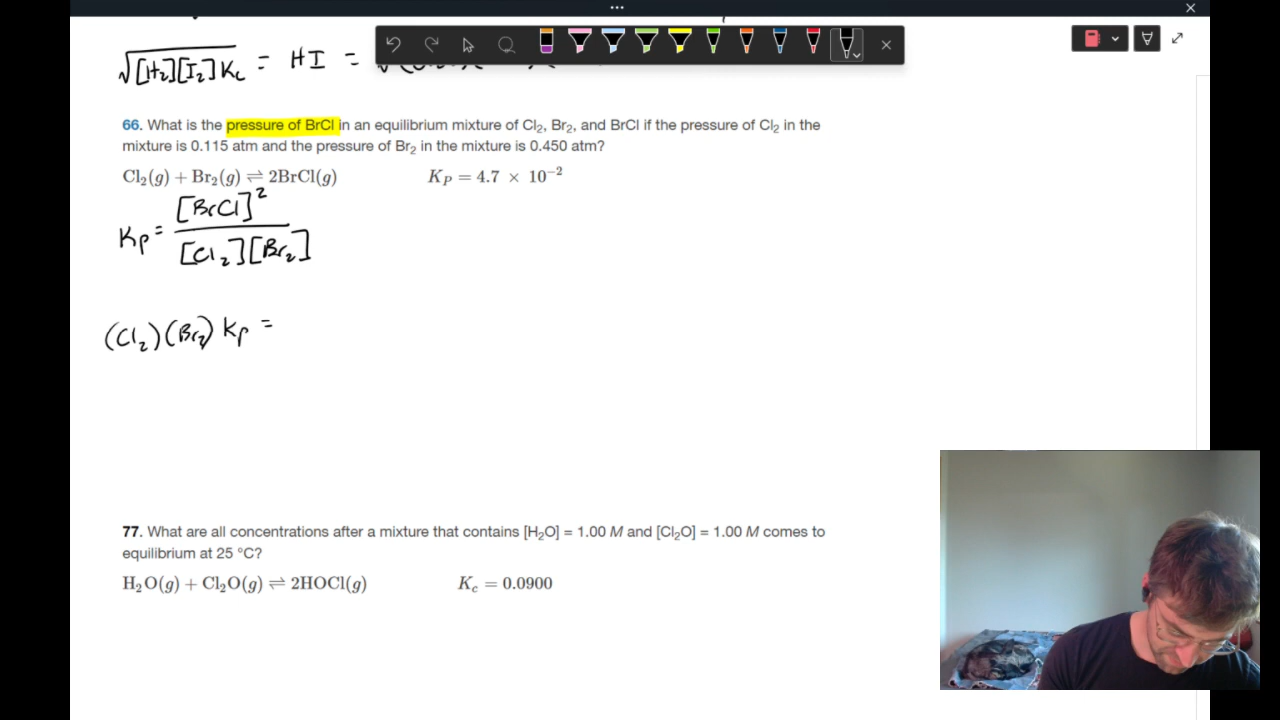 √[H₂][I₂]Kc = HI =
66. What is the pressure of BrCl in an equilibrium mixture of Cl₂, Br₂, and BrCl if the pressure of Cl₂ in the
mixture is 0.115 atm and the pressure of Br₂ in the mixture is 0.450 atm?
Cl₂(g) + Br₂(g) ⇌ 2BrCl(g) K_P = 4.7 × 10⁻²
Kp = [BrCl]² / [Cl₂][Br₂]
(Cl₂)(Br₂) Kp =
77. What are all concentrations after a mixture that contains [H₂O] = 1.00 M and [Cl₂O] = 1.00 M comes to
equilibrium at 25 °C?
H₂O(g) + Cl₂O(g) ⇌ 2HOCl(g) K_c = 0.0900